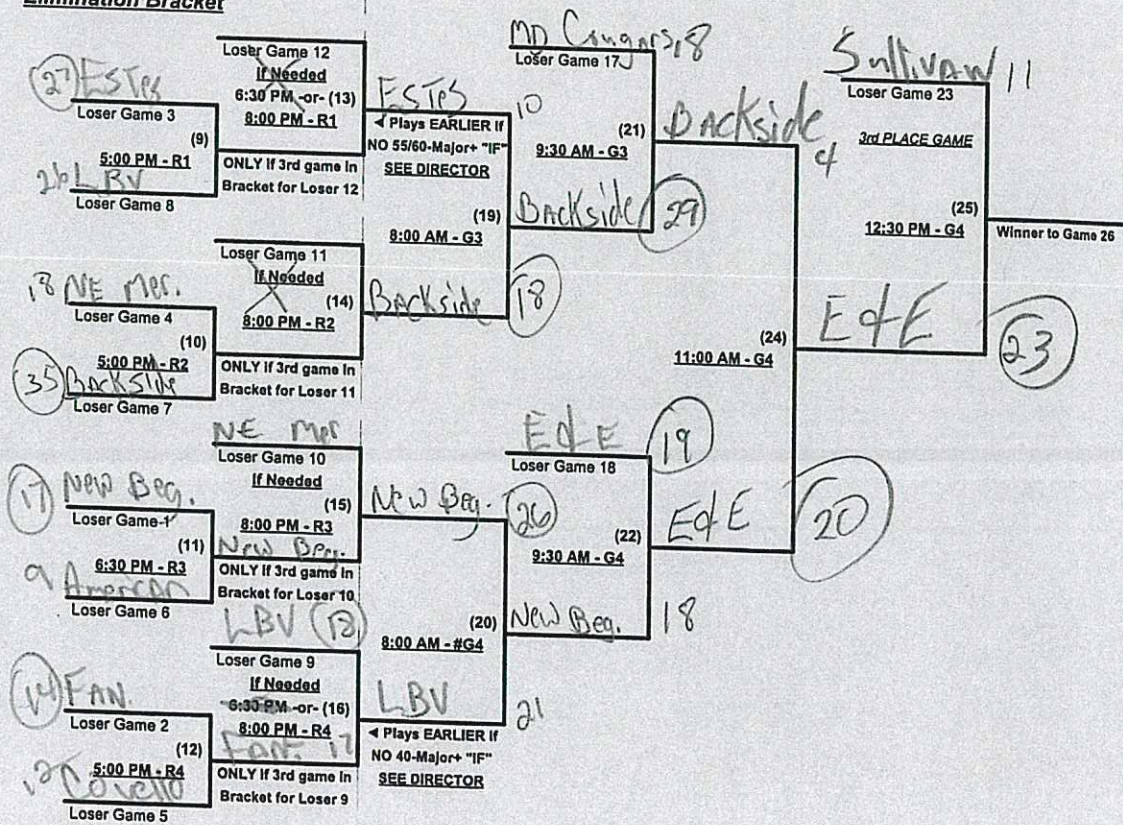 Elimination Bracket
(27) Estes
Loser Game 3
(9)
5:00 PM - R1
26 LBV
Loser Game 8
18 NE Mer.
Loser Game 4
(10)
5:00 PM - R2
(35) Backside
Loser Game 7
(17) New Beg.
Loser Game 1
(11)
6:30 PM - R3
9 American
Loser Game 6
(14) FAN.
Loser Game 2
(12)
5:00 PM - R4
12 Covello
Loser Game 5
Loser Game 12
If Needed
6:30 PM -or- (13)
8:00 PM - R1
ONLY If 3rd game In
Bracket for Loser 12
Loser Game 11
If Needed
(14)
8:00 PM - R2
ONLY If 3rd game In
Bracket for Loser 11
NE Mer
Loser Game 10
If Needed
(15)
8:00 PM - R3
New Beg.
ONLY If 3rd game In
Bracket for Loser 10
LBV
Loser Game 9
If Needed
6:30 PM -or- (16)
8:00 PM - R4
FAN. 17
ONLY If 3rd game In
Bracket for Loser 9
Estes 10
◄ Plays EARLIER If
NO 55/60-Major+ "IF"
SEE DIRECTOR
(19)
8:00 AM - G3
Backside (18)
New Beg. (26)
(20)
8:00 AM - #G4
LBV 21
◄ Plays EARLIER If
NO 40-Major+ "IF"
SEE DIRECTOR
MD Cougars 18
Loser Game 17
(21)
9:30 AM - G3
Backside (29)
E&E (19)
Loser Game 18
(22)
9:30 AM - G4
New Beg. 18
Backside 4
(24)
11:00 AM - G4
E&E (20)
Sullivan 11
Loser Game 23
3rd PLACE GAME
(25)
12:30 PM - G4
E&E (23)
Winner to Game 26